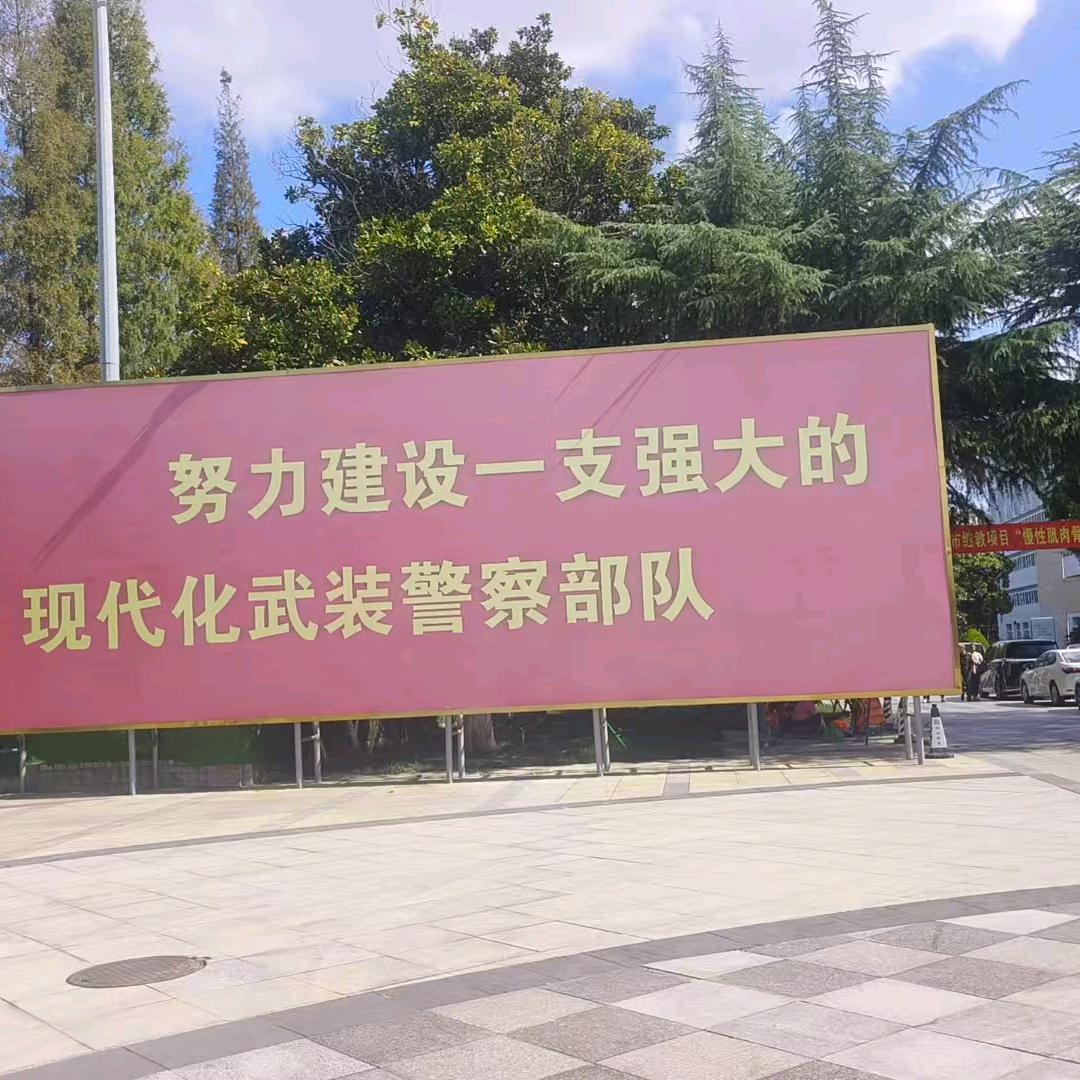 努力建设一支强大的
现代化武装警察部队
市继教项目“慢性肌肉骨